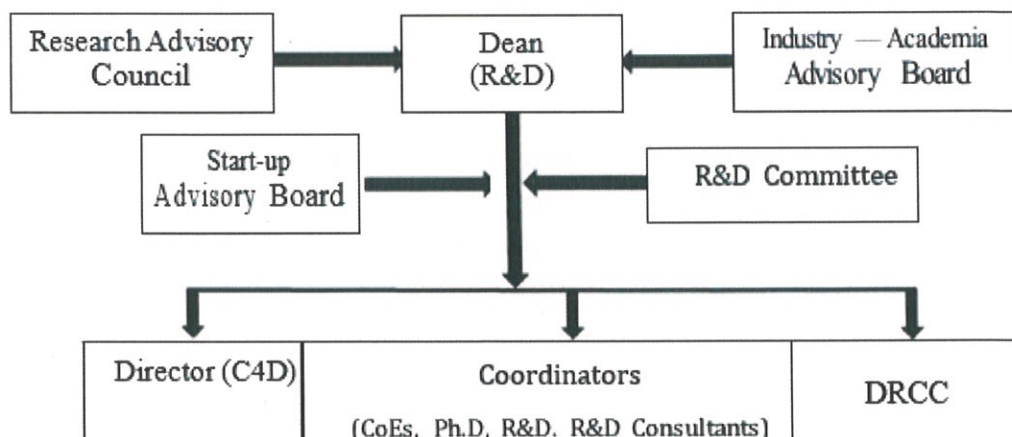 Research Advisory
Council
Dean
(R&D)
Industry — Academia
Advisory Board
Start-up
Advisory Board
R&D Committee
Director (C4D)
Coordinators
(CoEs, Ph.D, R&D, R&D Consultants)
DRCC